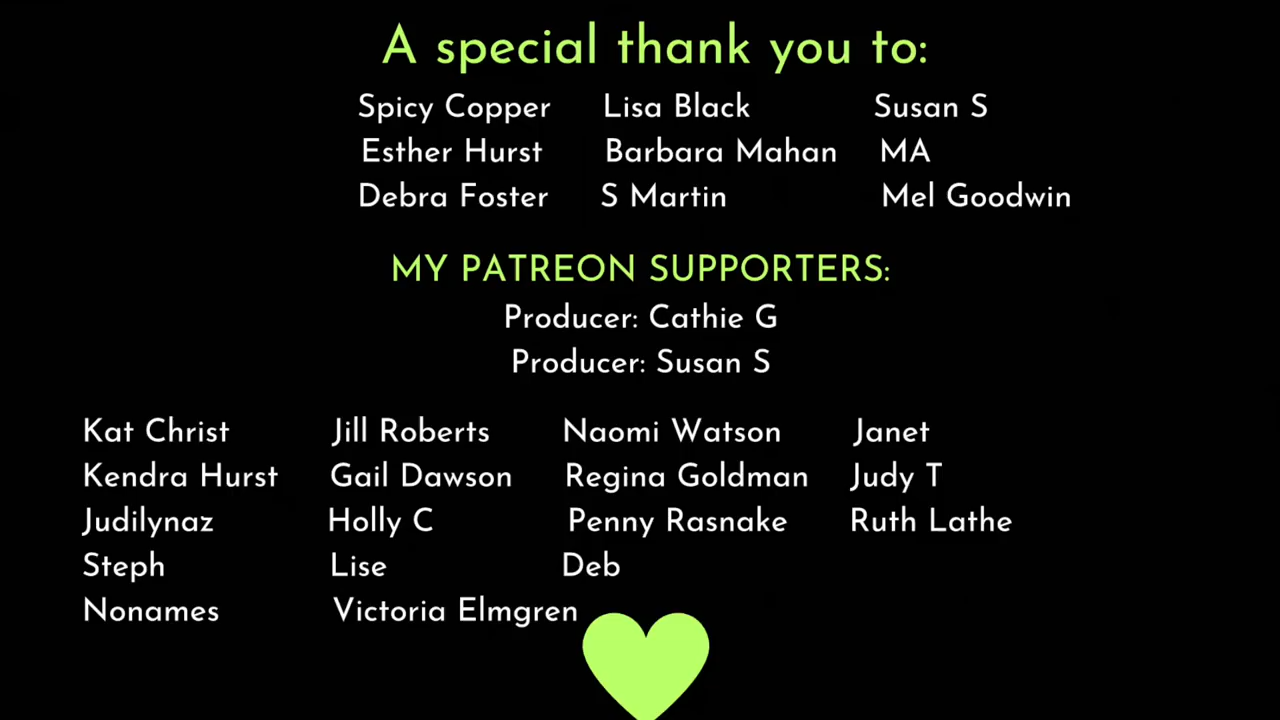 A special thank you to:
Spicy Copper Lisa Black Susan S
Esther Hurst Barbara Mahan MA
Debra Foster S Martin Mel Goodwin
MY PATREON SUPPORTERS:
Producer: Cathie G
Producer: Susan S
Kat Christ Jill Roberts Naomi Watson Janet
Kendra Hurst Gail Dawson Regina Goldman Judy T
Judilynaz Holly C Penny Rasnake Ruth Lathe
Steph Lise Deb
Nonames Victoria Elmgren